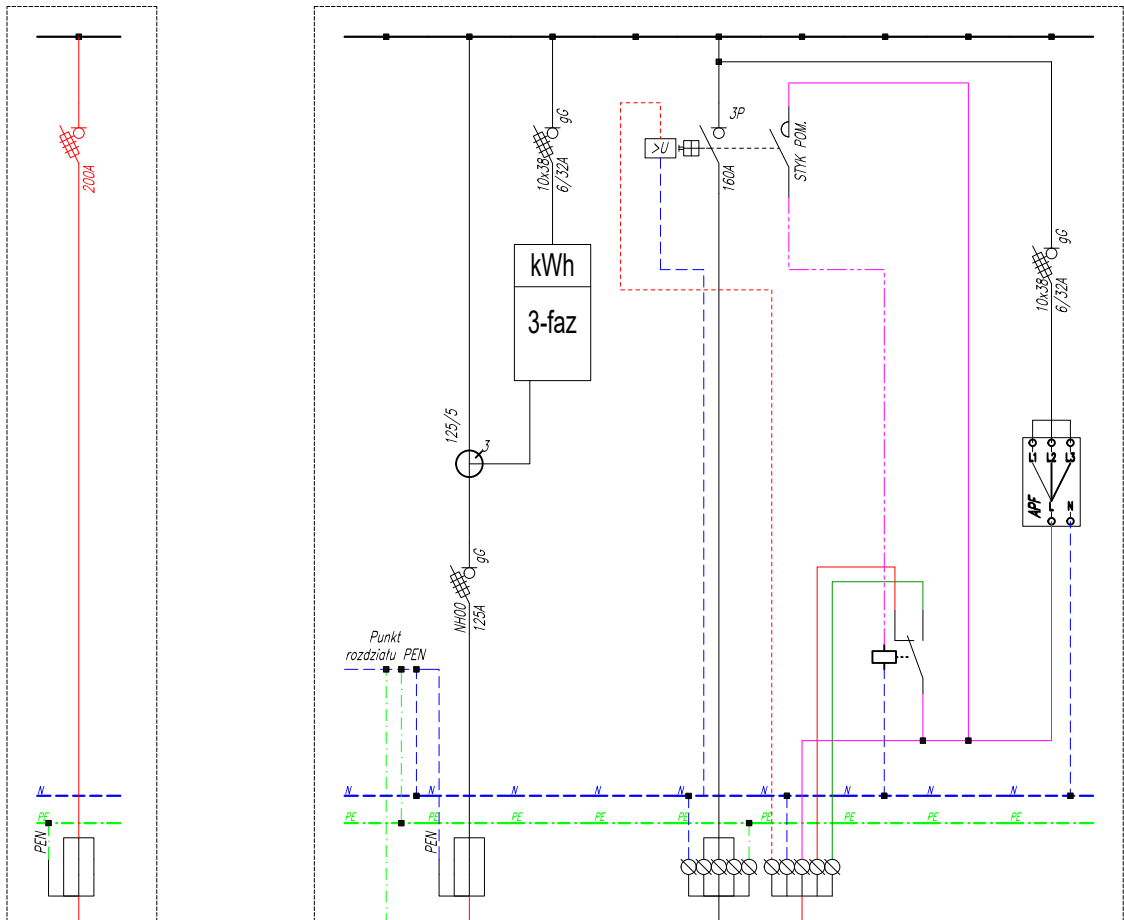 200A
N
PE
PEN
gG
10x38
6/32A
kWh
3-faz
125/5
3
gG
NH00
125A
Punkt
rozdziału PEN
>U
3P
160A
STYK POM.
gG
10x38
6/32A
L1 L2 L3
APF
L N
N N N N N N N N
PE PE PE PE PE PE PE PE
PEN